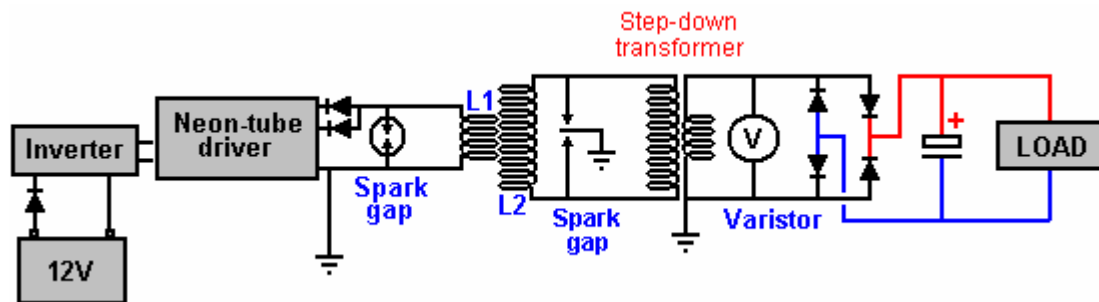 Step-down
transformer
Neon-tube
driver
Inverter
12V
L1
L2
Spark
gap
Spark
gap
V
Varistor
+
LOAD